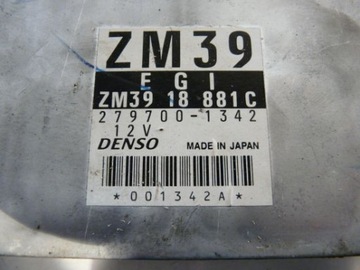 ZM39
EGI
ZM39 18 881C
279700-1342
12V
DENSO MADE IN JAPAN
*001342A*